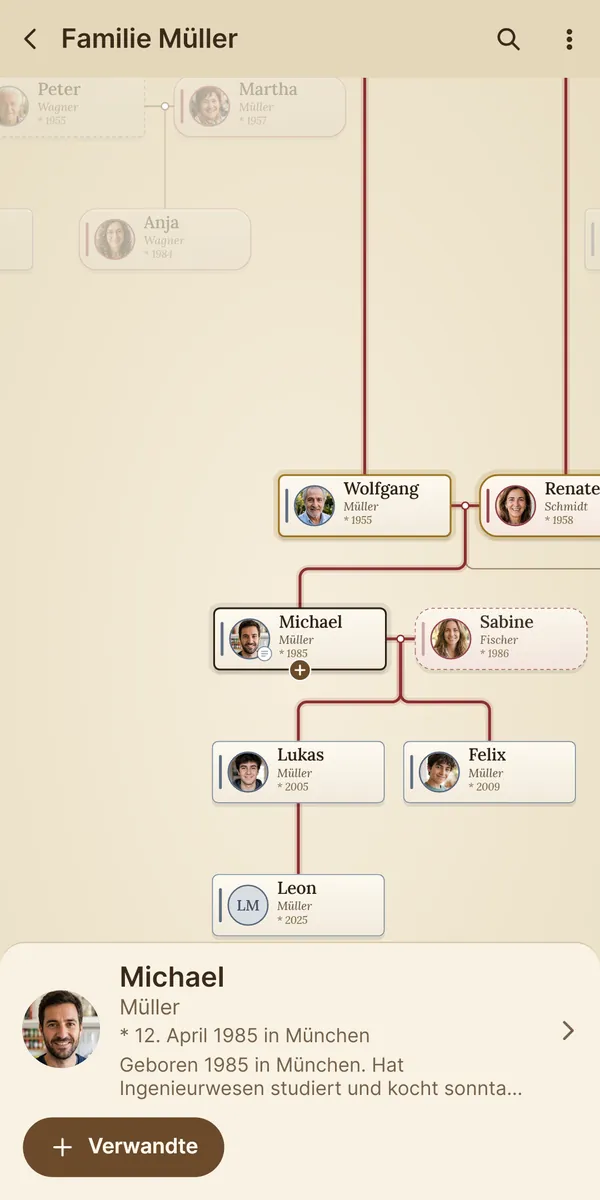 Familie Müller
Peter
Wagner
* 1955
Martha
Müller
* 1957
Anja
Wagner
* 1984
Wolfgang
Müller
* 1955
Renate
Schmidt
* 1958
Michael
Müller
* 1985
Sabine
Fischer
* 1986
Lukas
Müller
* 2005
Felix
Müller
* 2009
LM
Leon
Müller
* 2025
Michael
Müller
* 12. April 1985 in München
Geboren 1985 in München. Hat
Ingenieurwesen studiert und kocht sonnta...
Verwandte